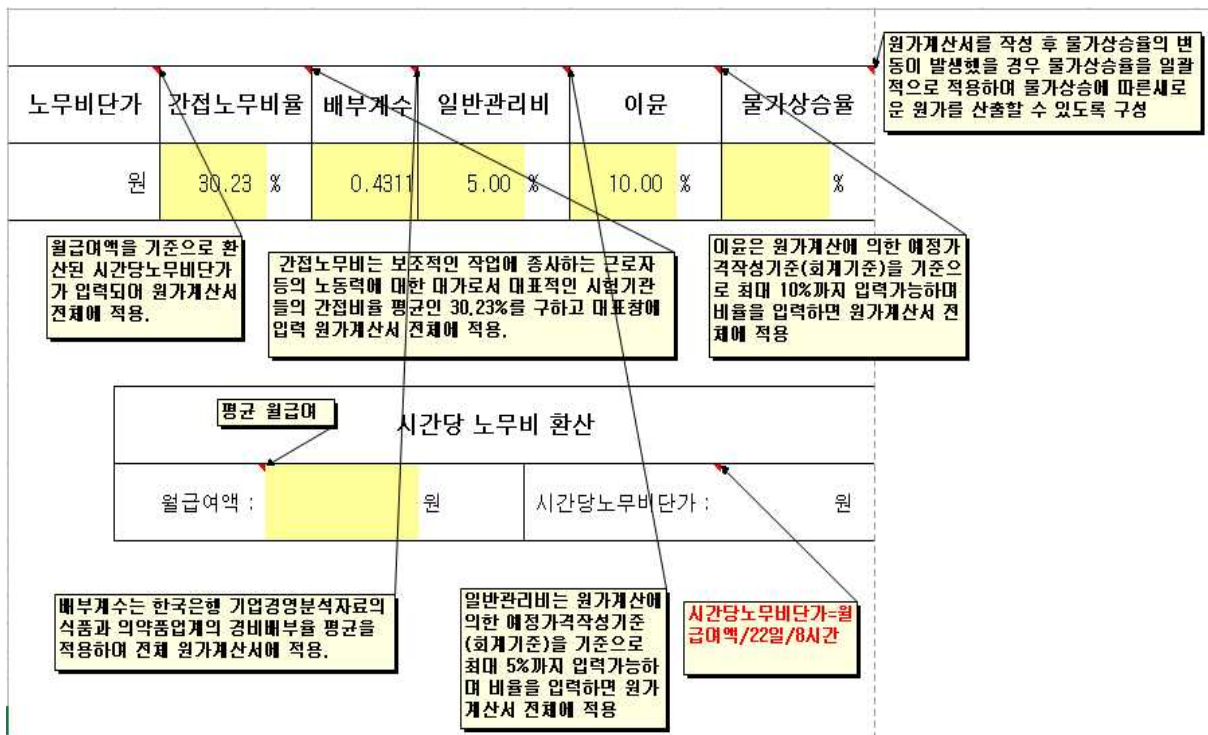 원가계산서를 작성 후 물가상승율의 변
동이 발생했을 경우 물가상승율을 일괄
적으로 적용하며 물가상승에 따른새로
운 원가를 산출할 수 있도록 구성
노무비단가 간접노무비율 배부계수 일반관리비 이윤 물가상승율
원 30.23 % 0.4311 5.00 % 10.00 % %
월급여액을 기준으로 환
산된 시간당노무비단가
가 입력되며 원가계산서
전체에 적용.
간접노무비는 보조적인 작업에 종사하는 근로자
등의 노동력에 대한 대가로서 대표적인 시험기관
들의 간접비율 평균인 30.23%를 구하고 대표창에
입력 원가계산서 전체에 적용.
이윤은 원가계산에 의한 예정가
격작성기준(회계기준)을 기준으
로 최대 10%까지 입력가능하며
비율을 입력하면 원가계산서 전
체에 적용
평균 월급여
시간당 노무비 환산
월급여액 : 원 시간당노무비단가 : 원
배부계수는 한국은행 기업경영분석자료의
식품과 의약품업계의 경비배부율 평균을
적용하며 전체 원가계산서에 적용.
일반관리비는 원가계산에
의한 예정가격작성기준
(회계기준)을 기준으로
최대 5%까지 입력가능하
며 비율을 입력하면 원가
계산서 전체에 적용
시간당노무비단가=월
급여액/22일/8시간